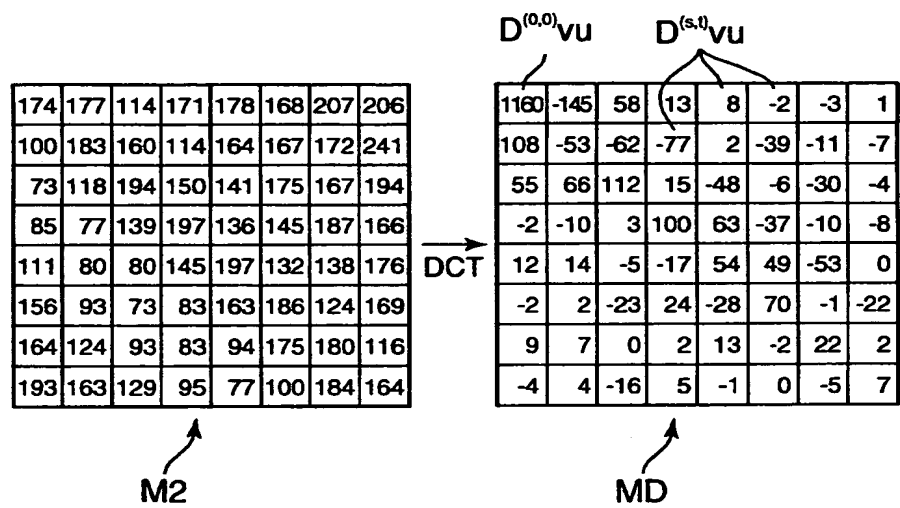 D(0,0)vu D(s,t)vu
174 177 114 171 178 168 207 206
100 183 160 114 164 167 172 241
73 118 194 150 141 175 167 194
85 77 139 197 136 145 187 166
111 80 80 145 197 132 138 176
156 93 73 83 163 186 124 169
164 124 93 83 94 175 180 116
193 163 129 95 77 100 184 164
DCT
1160 -145 58 13 8 -2 -3 1
108 -53 -62 -77 2 -39 -11 -7
55 66 112 15 -48 -6 -30 -4
-2 -10 3 100 63 -37 -10 -8
12 14 -5 -17 54 49 -53 0
-2 2 -23 24 -28 70 -1 -22
9 7 0 2 13 -2 22 2
-4 4 -16 5 -1 0 -5 7
M2 MD